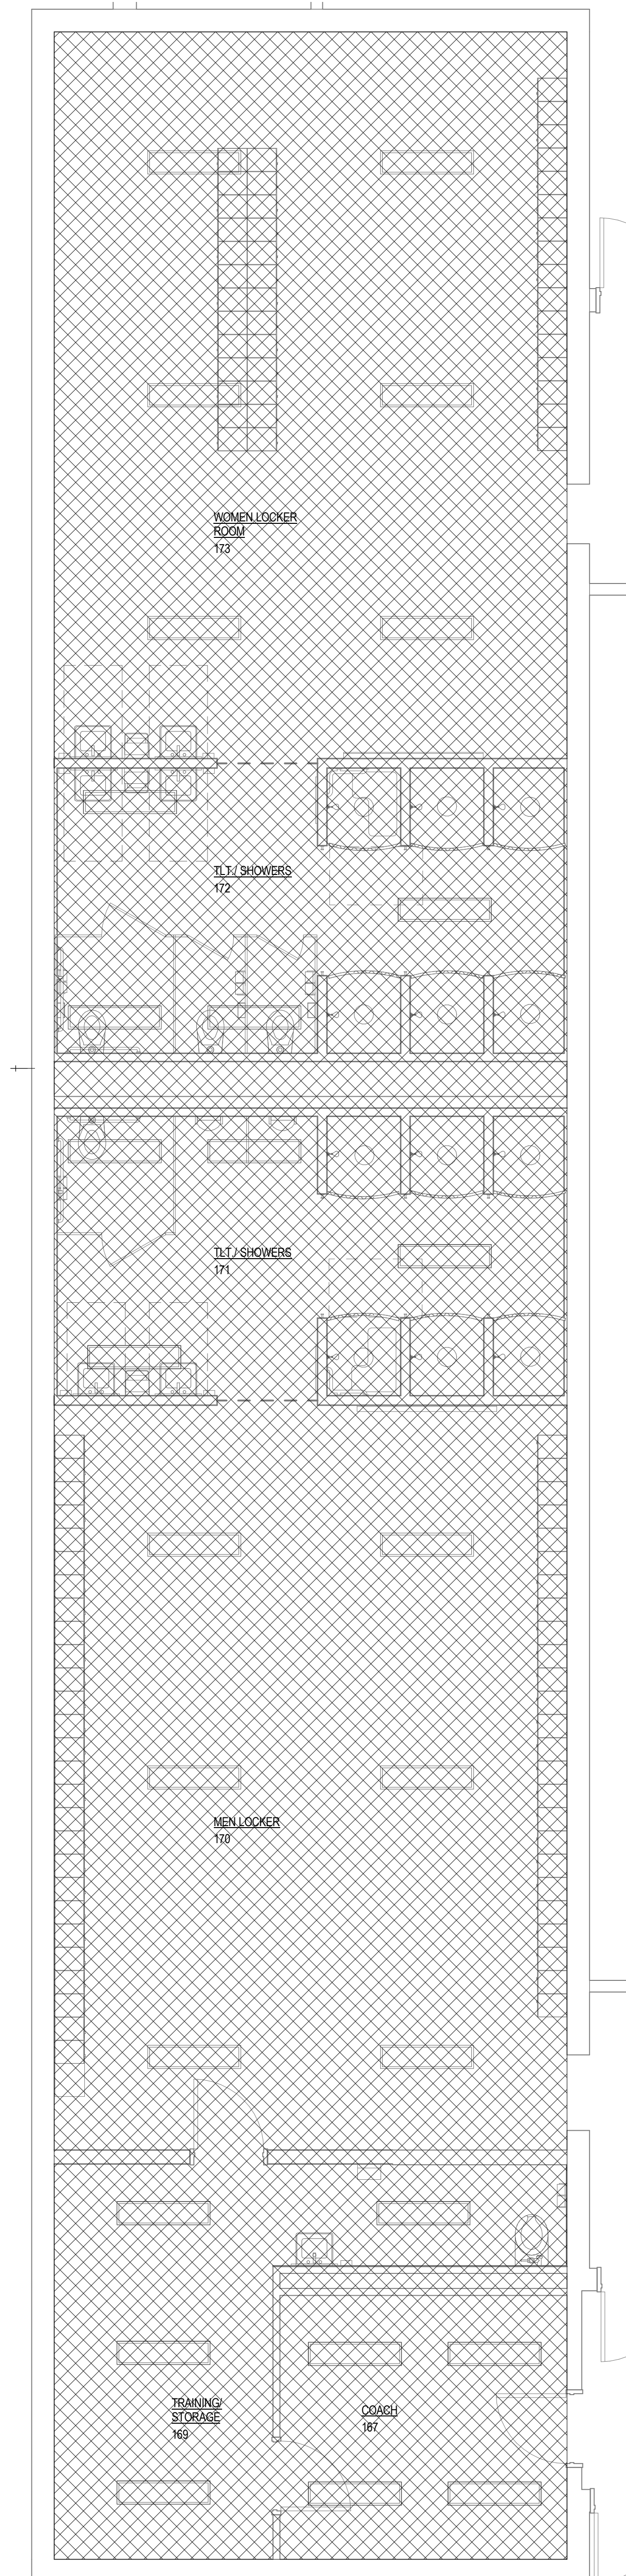 WOMEN LOCKER
ROOM
173
TLT./ SHOWERS
172
TLT./ SHOWERS
171
MEN LOCKER
170
TRAINING/
STORAGE
169
COACH
167